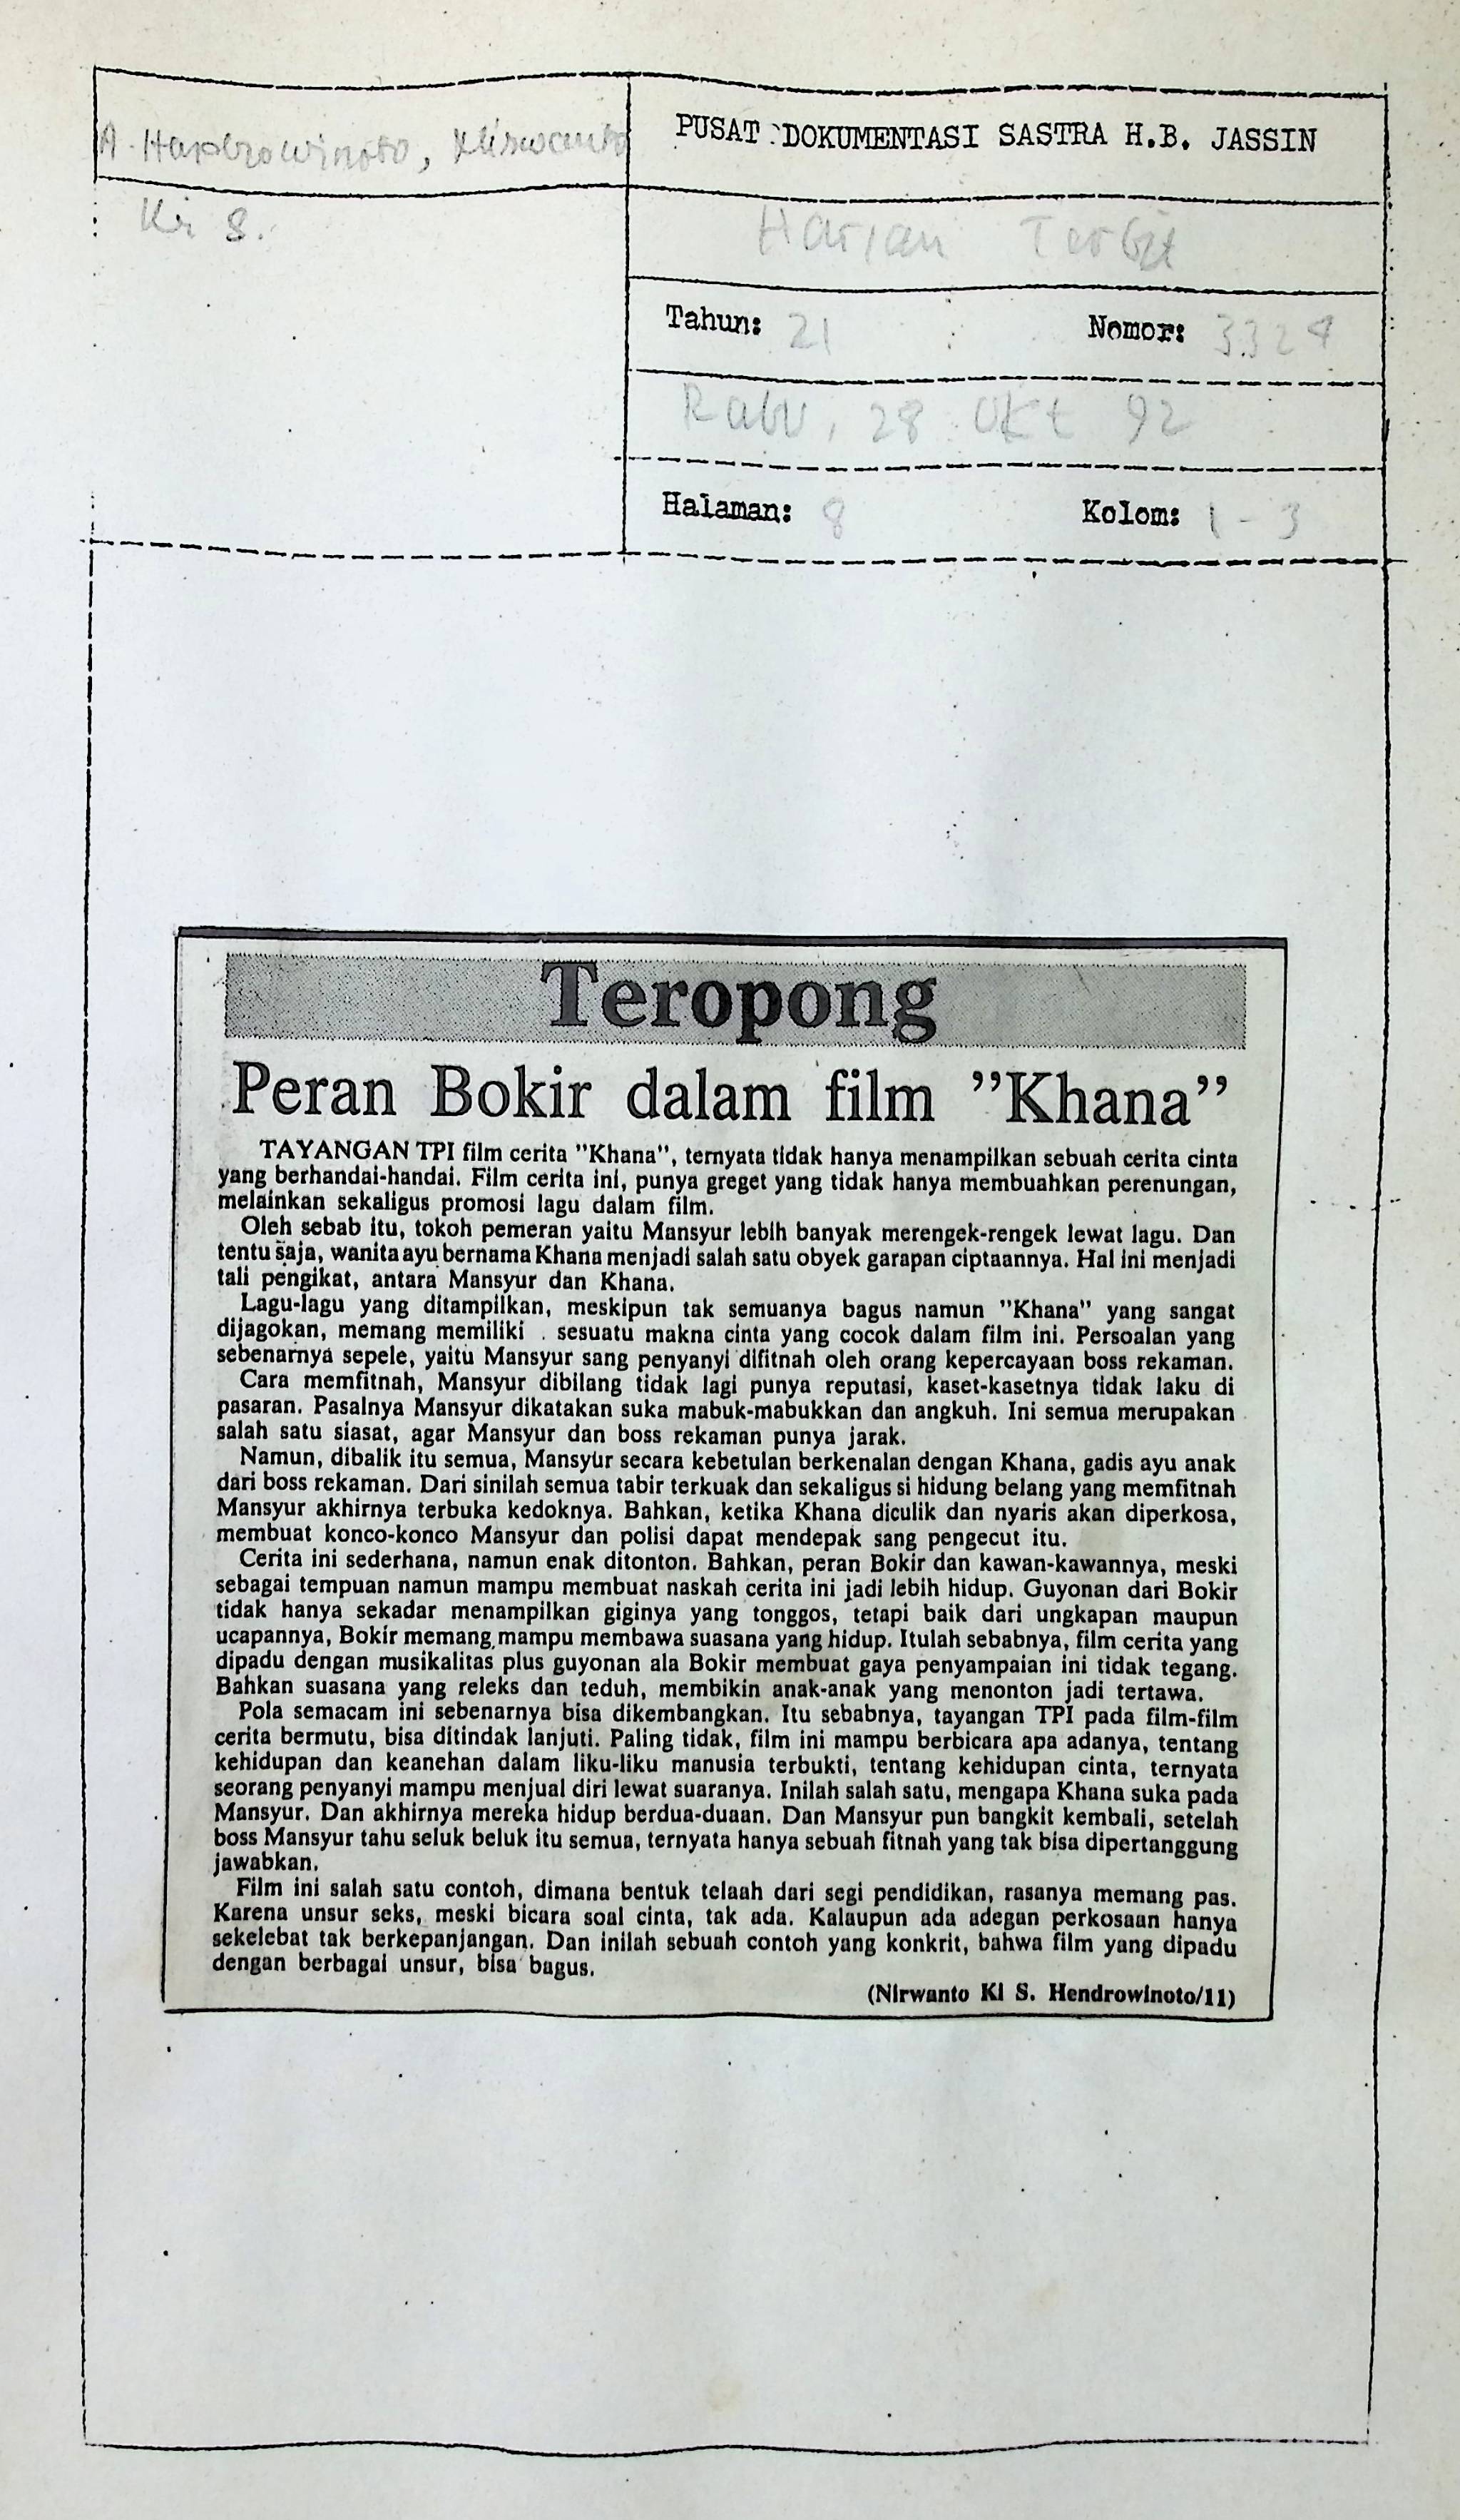 PUSAT DOKUMENTASI SASTRA H.B. JASSIN
Ki S.
Harian Terbit
Tahun: 21 Nomor: 3324
Rabu, 28 Okt 92
Halaman: 8 Kolom: 1 - 3
Teropong
Peran Bokir dalam film ”Khana”
TAYANGAN TPI film cerita ”Khana”, ternyata tidak hanya menampilkan sebuah cerita cinta
yang berhandai-handai. Film cerita ini, punya greget yang tidak hanya membuahkan perenungan,
melainkan sekaligus promosi lagu dalam film.
Oleh sebab itu, tokoh pemeran yaitu Mansyur lebih banyak merengek-rengek lewat lagu. Dan
tentu saja, wanita ayu bernama Khana menjadi salah satu obyek garapan ciptaannya. Hal ini menjadi
tali pengikat, antara Mansyur dan Khana.
Lagu-lagu yang ditampilkan, meskipun tak semuanya bagus namun ”Khana” yang sangat
dijagokan, memang memiliki sesuatu makna cinta yang cocok dalam film ini. Persoalan yang
sebenarnya sepele, yaitu Mansyur sang penyanyi difitnah oleh orang kepercayaan boss rekaman.
Cara memfitnah, Mansyur dibilang tidak lagi punya reputasi, kaset-kasetnya tidak laku di
pasaran. Pasalnya Mansyur dikatakan suka mabuk-mabukkan dan angkuh. Ini semua merupakan
salah satu siasat, agar Mansyur dan boss rekaman punya jarak.
Namun, dibalik itu semua, Mansyur secara kebetulan berkenalan dengan Khana, gadis ayu anak
dari boss rekaman. Dari sinilah semua tabir terkuak dan sekaligus si hidung belang yang memfitnah
Mansyur akhirnya terbuka kedoknya. Bahkan, ketika Khana diculik dan nyaris akan diperkosa,
membuat konco-konco Mansyur dan polisi dapat mendepak sang pengecut itu.
Cerita ini sederhana, namun enak ditonton. Bahkan, peran Bokir dan kawan-kawannya, meski
sebagai tempuan namun mampu membuat naskah cerita ini jadi lebih hidup. Guyonan dari Bokir
tidak hanya sekadar menampilkan giginya yang tonggos, tetapi baik dari ungkapan maupun
ucapannya, Bokir memang mampu membawa suasana yang hidup. Itulah sebabnya, film cerita yang
dipadu dengan musikalitas plus guyonan ala Bokir membuat gaya penyampaian ini tidak tegang.
Bahkan suasana yang releks dan teduh, membikin anak-anak yang menonton jadi tertawa.
Pola semacam ini sebenarnya bisa dikembangkan. Itu sebabnya, tayangan TPI pada film-film
cerita bermutu, bisa ditindak lanjuti. Paling tidak, film ini mampu berbicara apa adanya, tentang
kehidupan dan keanehan dalam liku-liku manusia terbukti, tentang kehidupan cinta, ternyata
seorang penyanyi mampu menjual diri lewat suaranya. Inilah salah satu, mengapa Khana suka pada
Mansyur. Dan akhirnya mereka hidup berdua-duaan. Dan Mansyur pun bangkit kembali, setelah
boss Mansyur tahu seluk beluk itu semua, ternyata hanya sebuah fitnah yang tak bisa dipertanggung
jawabkan.
Film ini salah satu contoh, dimana bentuk telaah dari segi pendidikan, rasanya memang pas.
Karena unsur seks, meski bicara soal cinta, tak ada. Kalaupun ada adegan perkosaan hanya
sekelebat tak berkepanjangan. Dan inilah sebuah contoh yang konkrit, bahwa film yang dipadu
dengan berbagai unsur, bisa bagus.
(Nirwanto Ki S. Hendrowinoto/11)